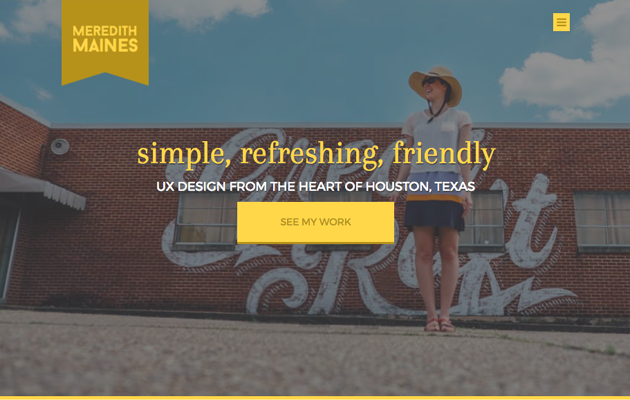 MEREDITH
MAINES
simple, refreshing, friendly
UX DESIGN FROM THE HEART OF HOUSTON, TEXAS
SEE MY WORK